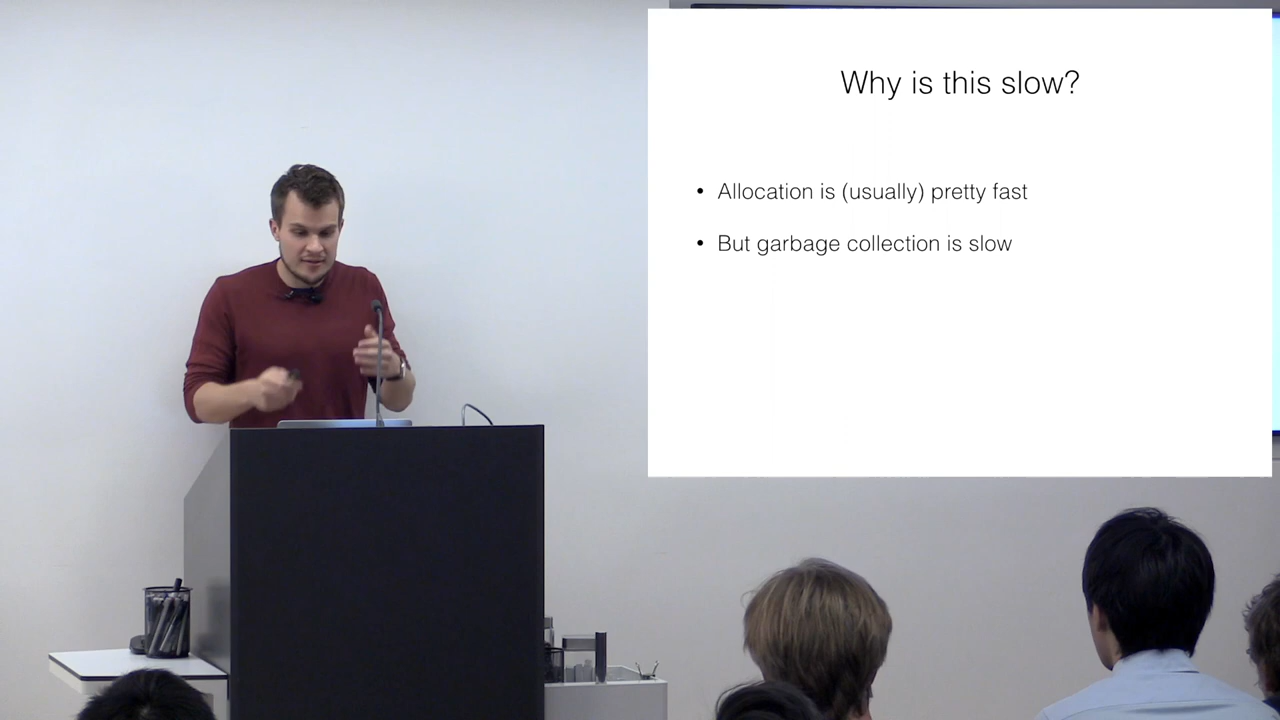 Why is this slow?
• Allocation is (usually) pretty fast
• But garbage collection is slow